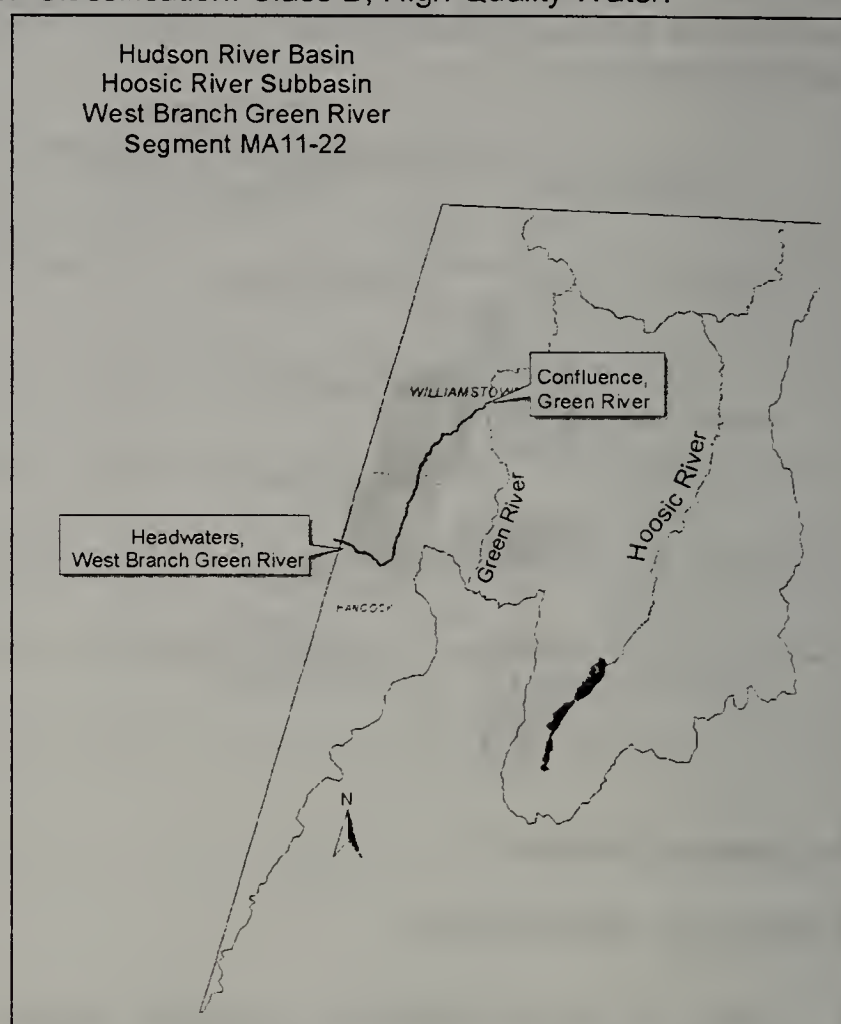 Hudson River Basin
Hoosic River Subbasin
West Branch Green River
Segment MA11-22
WILLIAMSTOW
Confluence,
Green River
Hoosic River
Green River
Headwaters,
West Branch Green River
HANCOCK
N